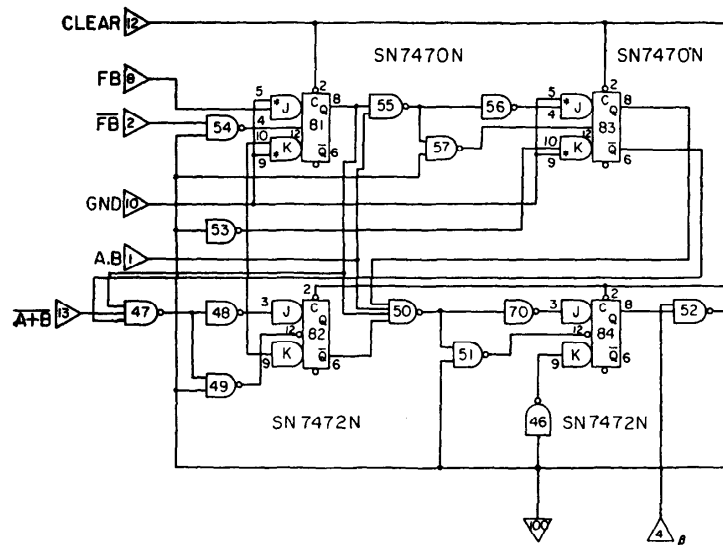 CLEAR 12
SN7470N SN7470N
FB 8
5 J 4 C Q 81 2 8 55 56 5 J 4 C Q 83 2 8
F̅B̅ 2 54
10 K 9 12 Q̅ 6 57 10 K 9 12 Q̅ 6
GND 10
53
A.B 1
A̅+̅B̅ 13 47 48 3 J 2 C Q 82 50 70 3 J 2 C Q 84 8 52
49 12 K 9 Q̅ 6 51 12 K Q̅ 6
SN7472N 46 SN7472N
100 4 β